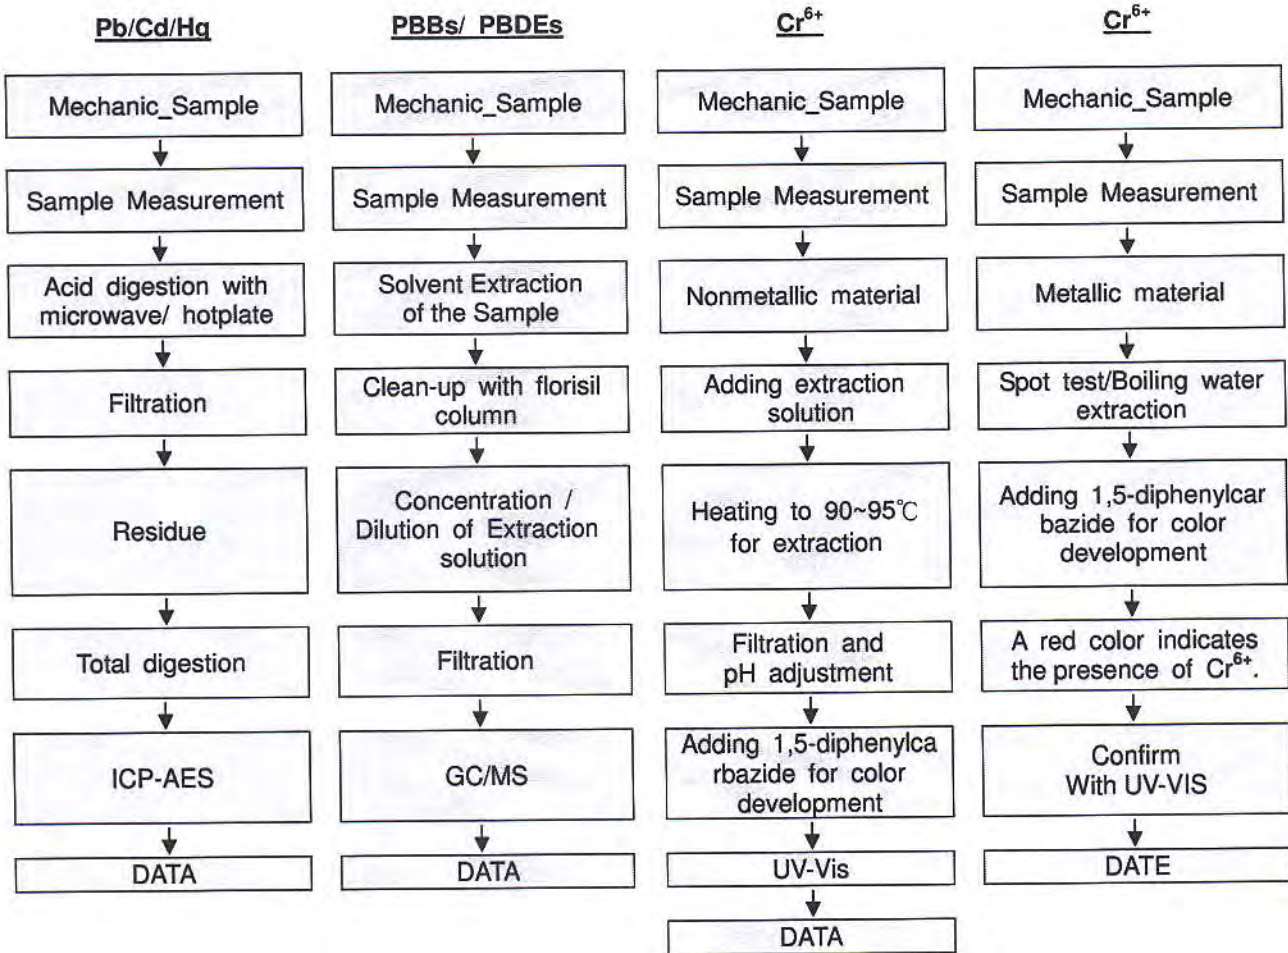 Pb/Cd/Hg
Mechanic_Sample
Sample Measurement
Acid digestion with
microwave/ hotplate
Filtration
Residue
Total digestion
ICP-AES
DATA
PBBs/ PBDEs
Mechanic_Sample
Sample Measurement
Solvent Extraction
of the Sample
Clean-up with florisil
column
Concentration /
Dilution of Extraction
solution
Filtration
GC/MS
DATA
Cr⁶⁺
Mechanic_Sample
Sample Measurement
Nonmetallic material
Adding extraction
solution
Heating to 90~95℃
for extraction
Filtration and
pH adjustment
Adding 1,5-diphenylca
rbazide for color
development
UV-Vis
DATA
Cr⁶⁺
Mechanic_Sample
Sample Measurement
Metallic material
Spot test/Boiling water
extraction
Adding 1,5-diphenylcar
bazide for color
development
A red color indicates
the presence of Cr⁶⁺.
Confirm
With UV-VIS
DATE